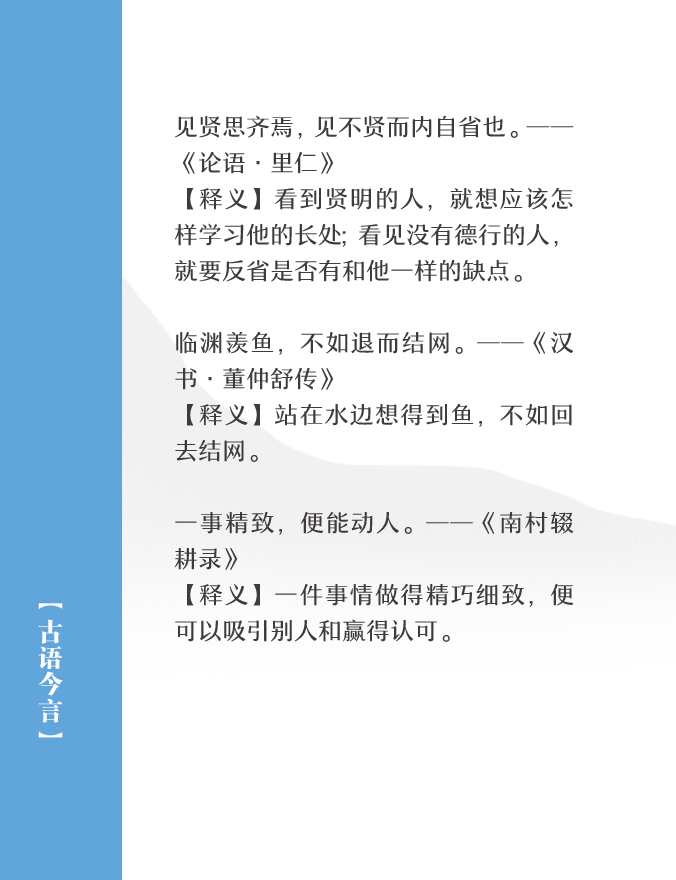 见贤思齐焉，见不贤而内自省也。——
《论语·里仁》
【释义】看到贤明的人，就想应该怎
样学习他的长处；看见没有德行的人，
就要反省是否有和他一样的缺点。
临渊羡鱼，不如退而结网。——《汉
书·董仲舒传》
【释义】站在水边想得到鱼，不如回
去结网。
一事精致，便能动人。——《南村辍
耕录》
【释义】一件事情做得精巧细致，便
可以吸引别人和赢得认可。
【古语今言】